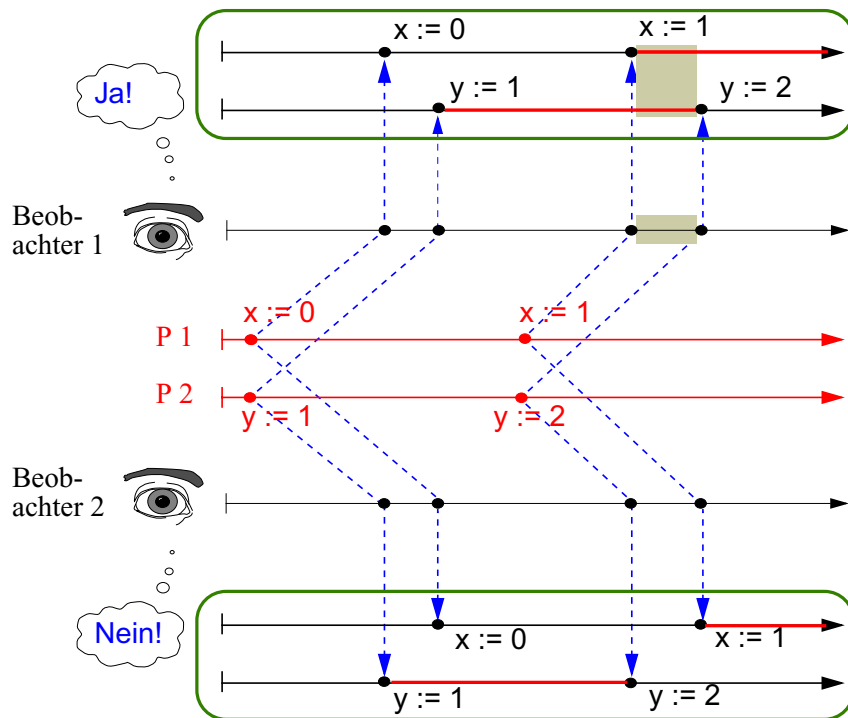 x := 0
x := 1
Ja!
y := 1
y := 2
Beob-
achter 1
x := 0
x := 1
P 1
P 2
y := 1
y := 2
Beob-
achter 2
Nein!
x := 0
x := 1
y := 1
y := 2